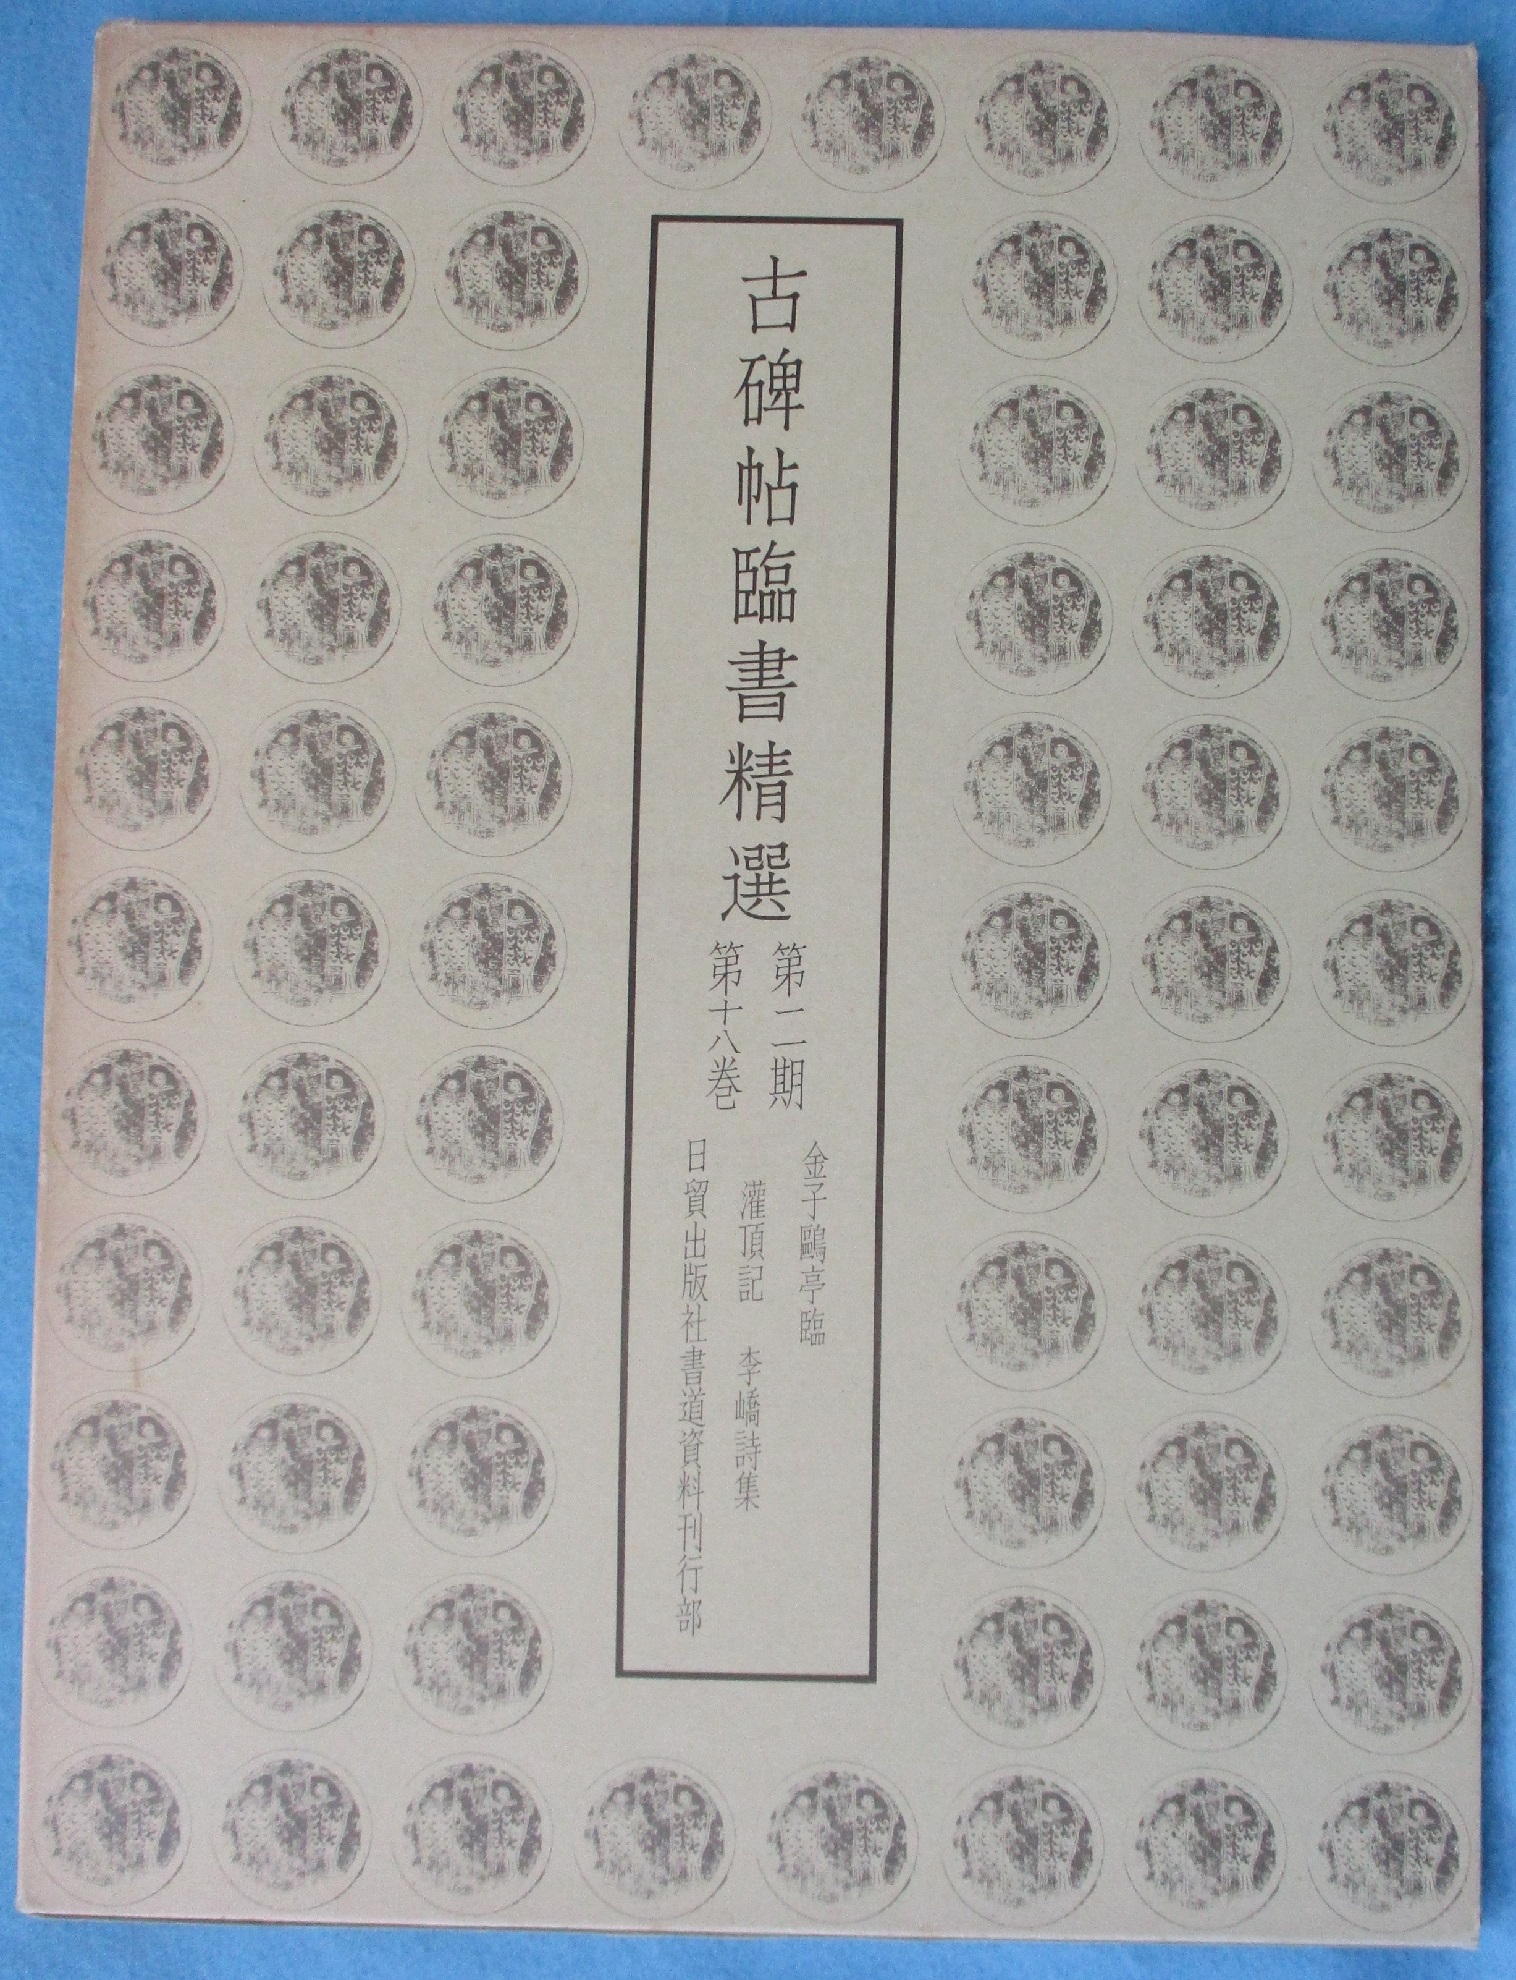 古碑帖臨書精選
第二期
第十八巻
金子鷗亭臨
灌頂記　李嶠詩集
日貿出版社書道資料刊行部